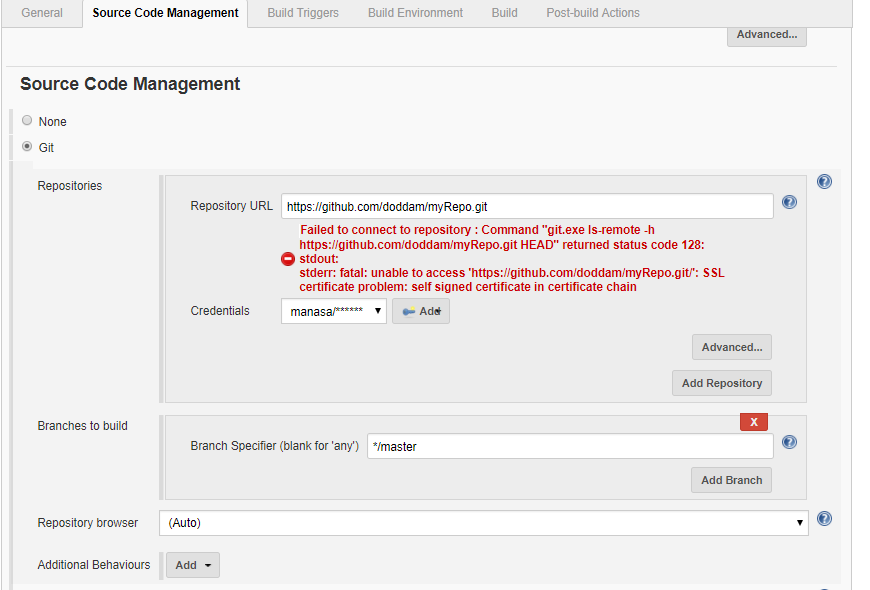 General Source Code Management Build Triggers Build Environment Build Post-build Actions
Advanced...
Source Code Management
None
Git
Repositories
Repository URL https://github.com/doddam/myRepo.git
Failed to connect to repository : Command "git.exe ls-remote -h
https://github.com/doddam/myRepo.git HEAD" returned status code 128:
stdout:
stderr: fatal: unable to access 'https://github.com/doddam/myRepo.git/': SSL
certificate problem: self signed certificate in certificate chain
Credentials manasa/****** Add
Advanced...
Add Repository
Branches to build
X
Branch Specifier (blank for 'any') */master
Add Branch
Repository browser (Auto)
Additional Behaviours Add